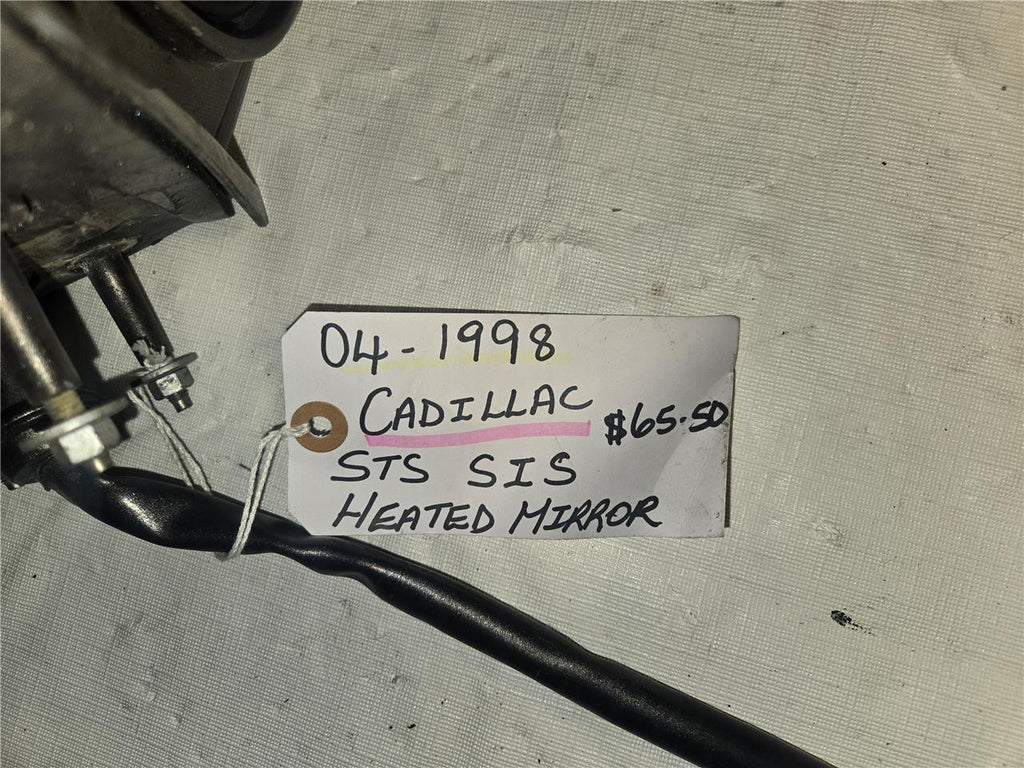 04-1998
CADILLAC $65.50
STS SIS
HEATED MIRROR